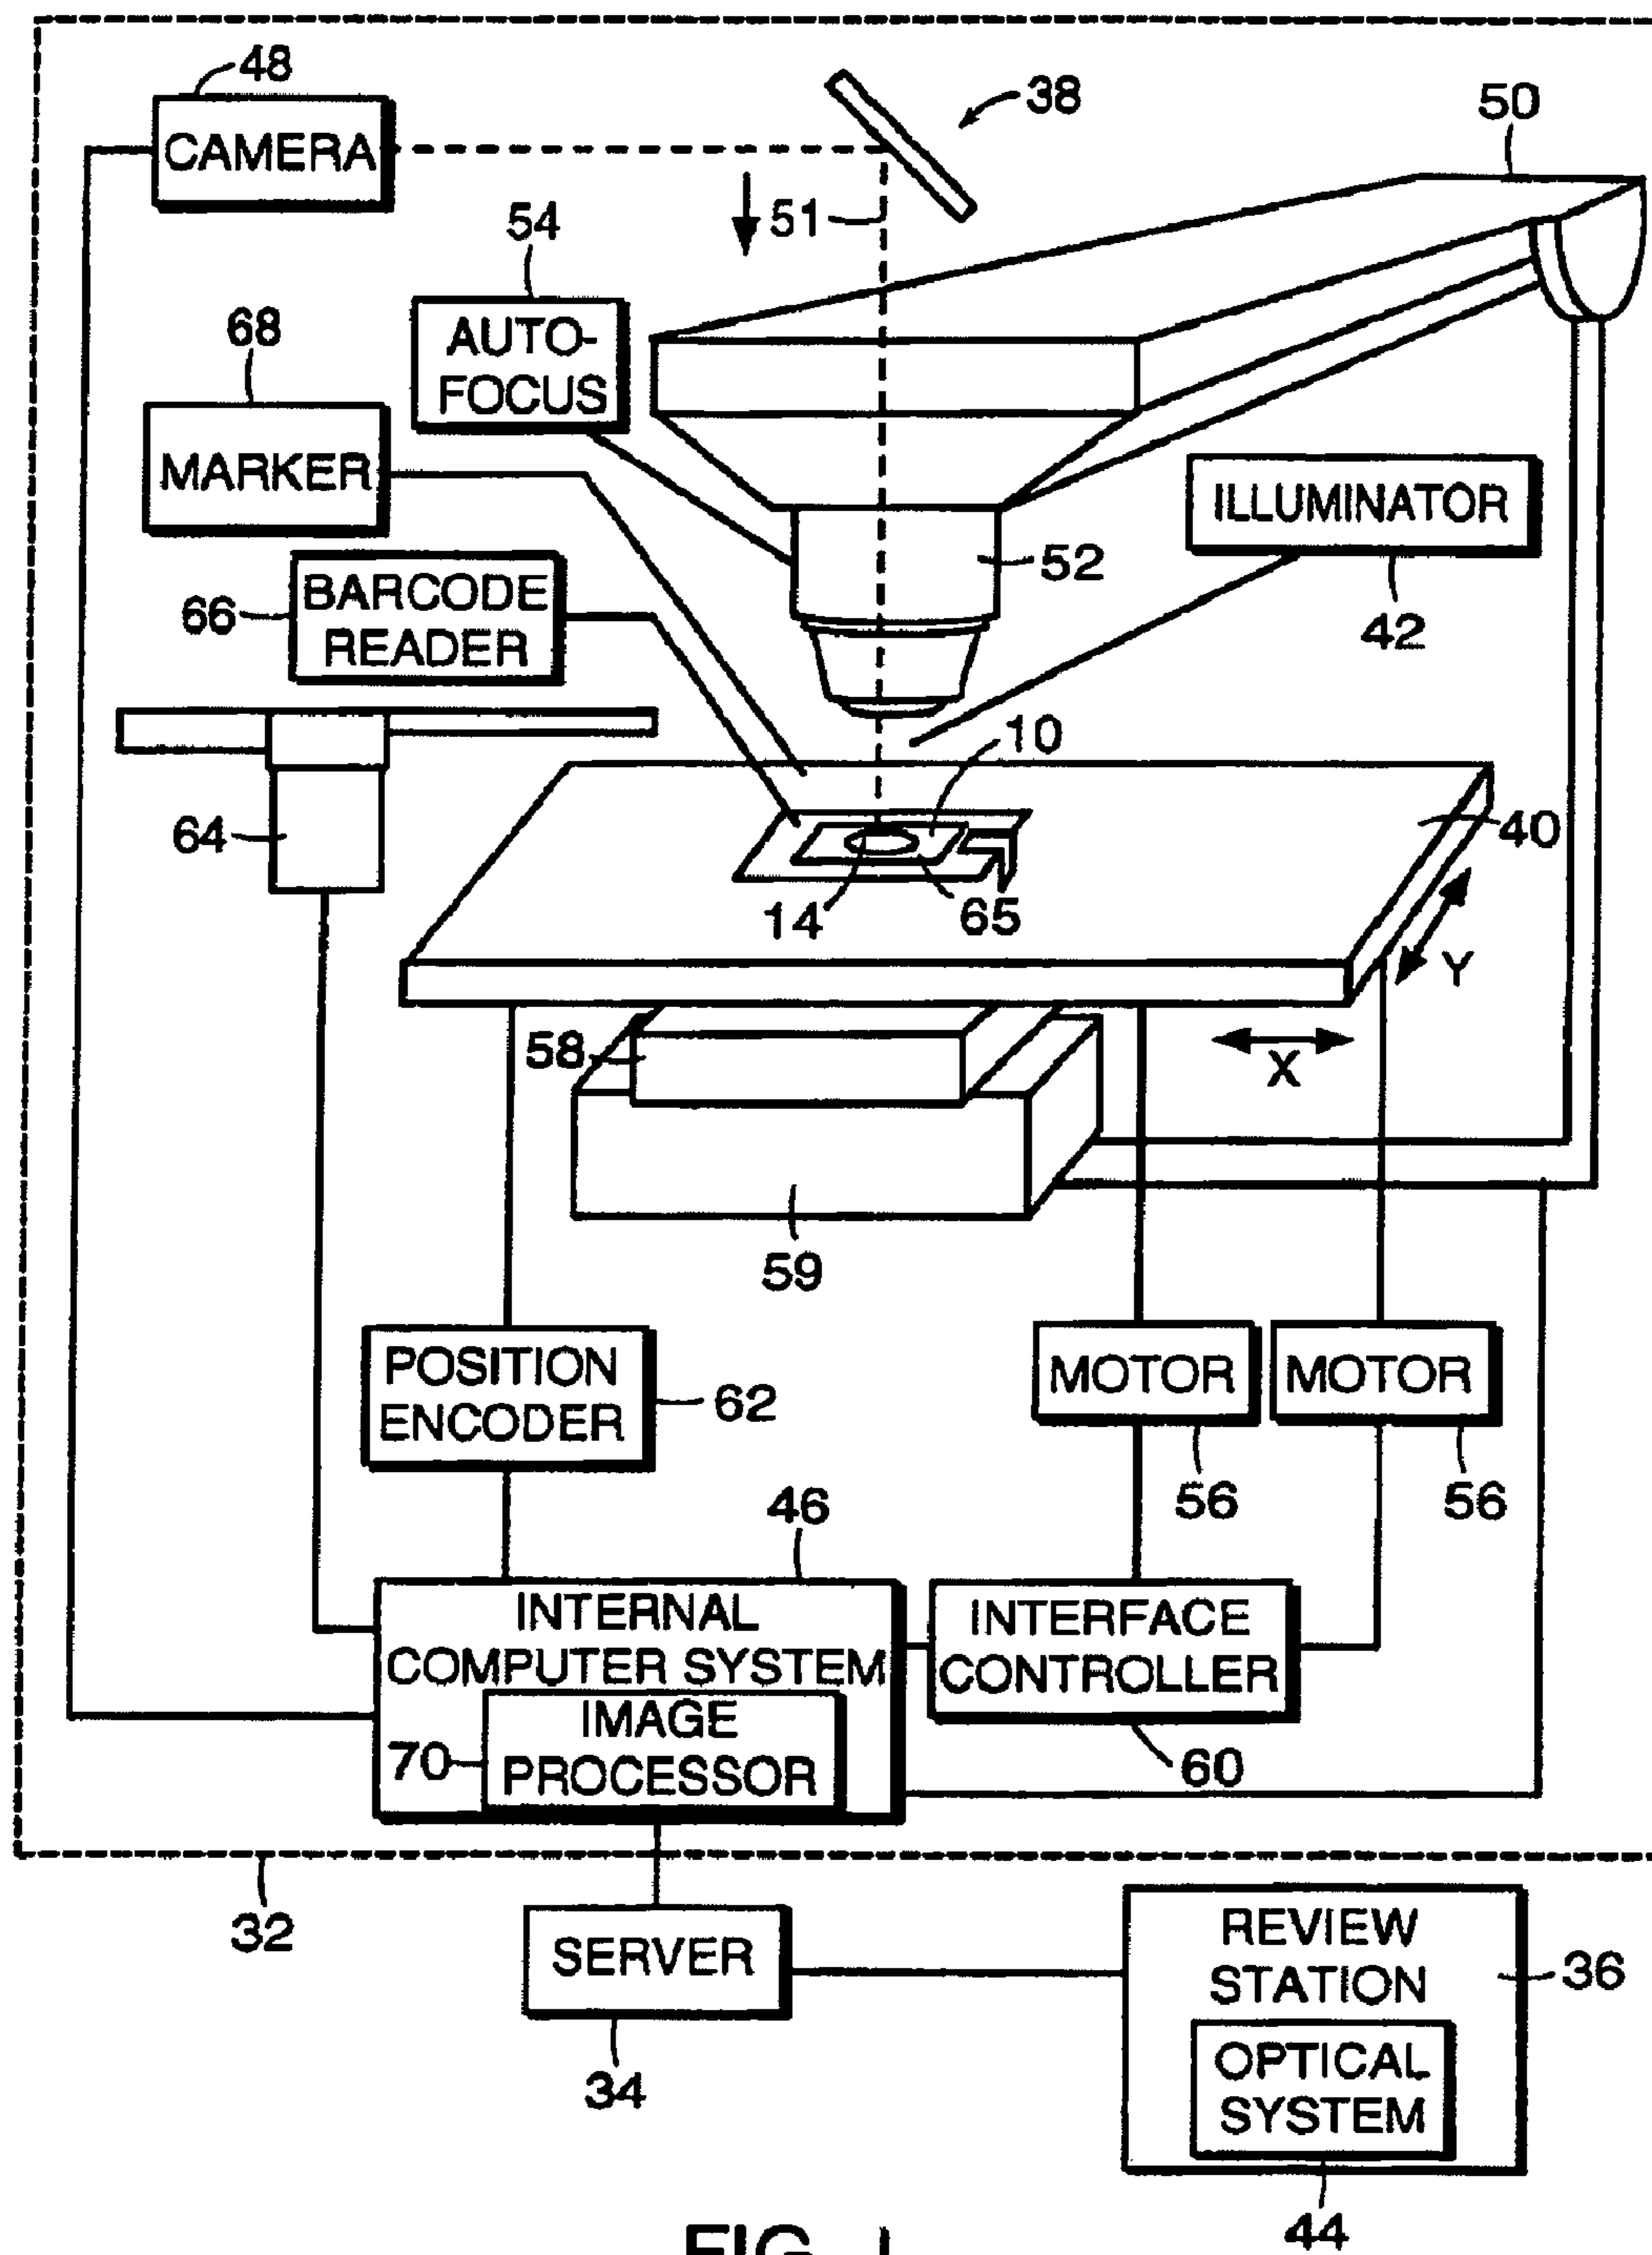 48
CAMERA
38
50
51
54
AUTO-
FOCUS
68
MARKER
ILLUMINATOR
52
42
BARCODE
66
READER
10
64
40
14
65
Y
58
X
59
POSITION
ENCODER
62
MOTOR
MOTOR
56
56
46
INTERNAL
COMPUTER SYSTEM
IMAGE
PROCESSOR
70
INTERFACE
CONTROLLER
60
32
SERVER
34
REVIEW
STATION
36
OPTICAL
SYSTEM
44
FIG. 1